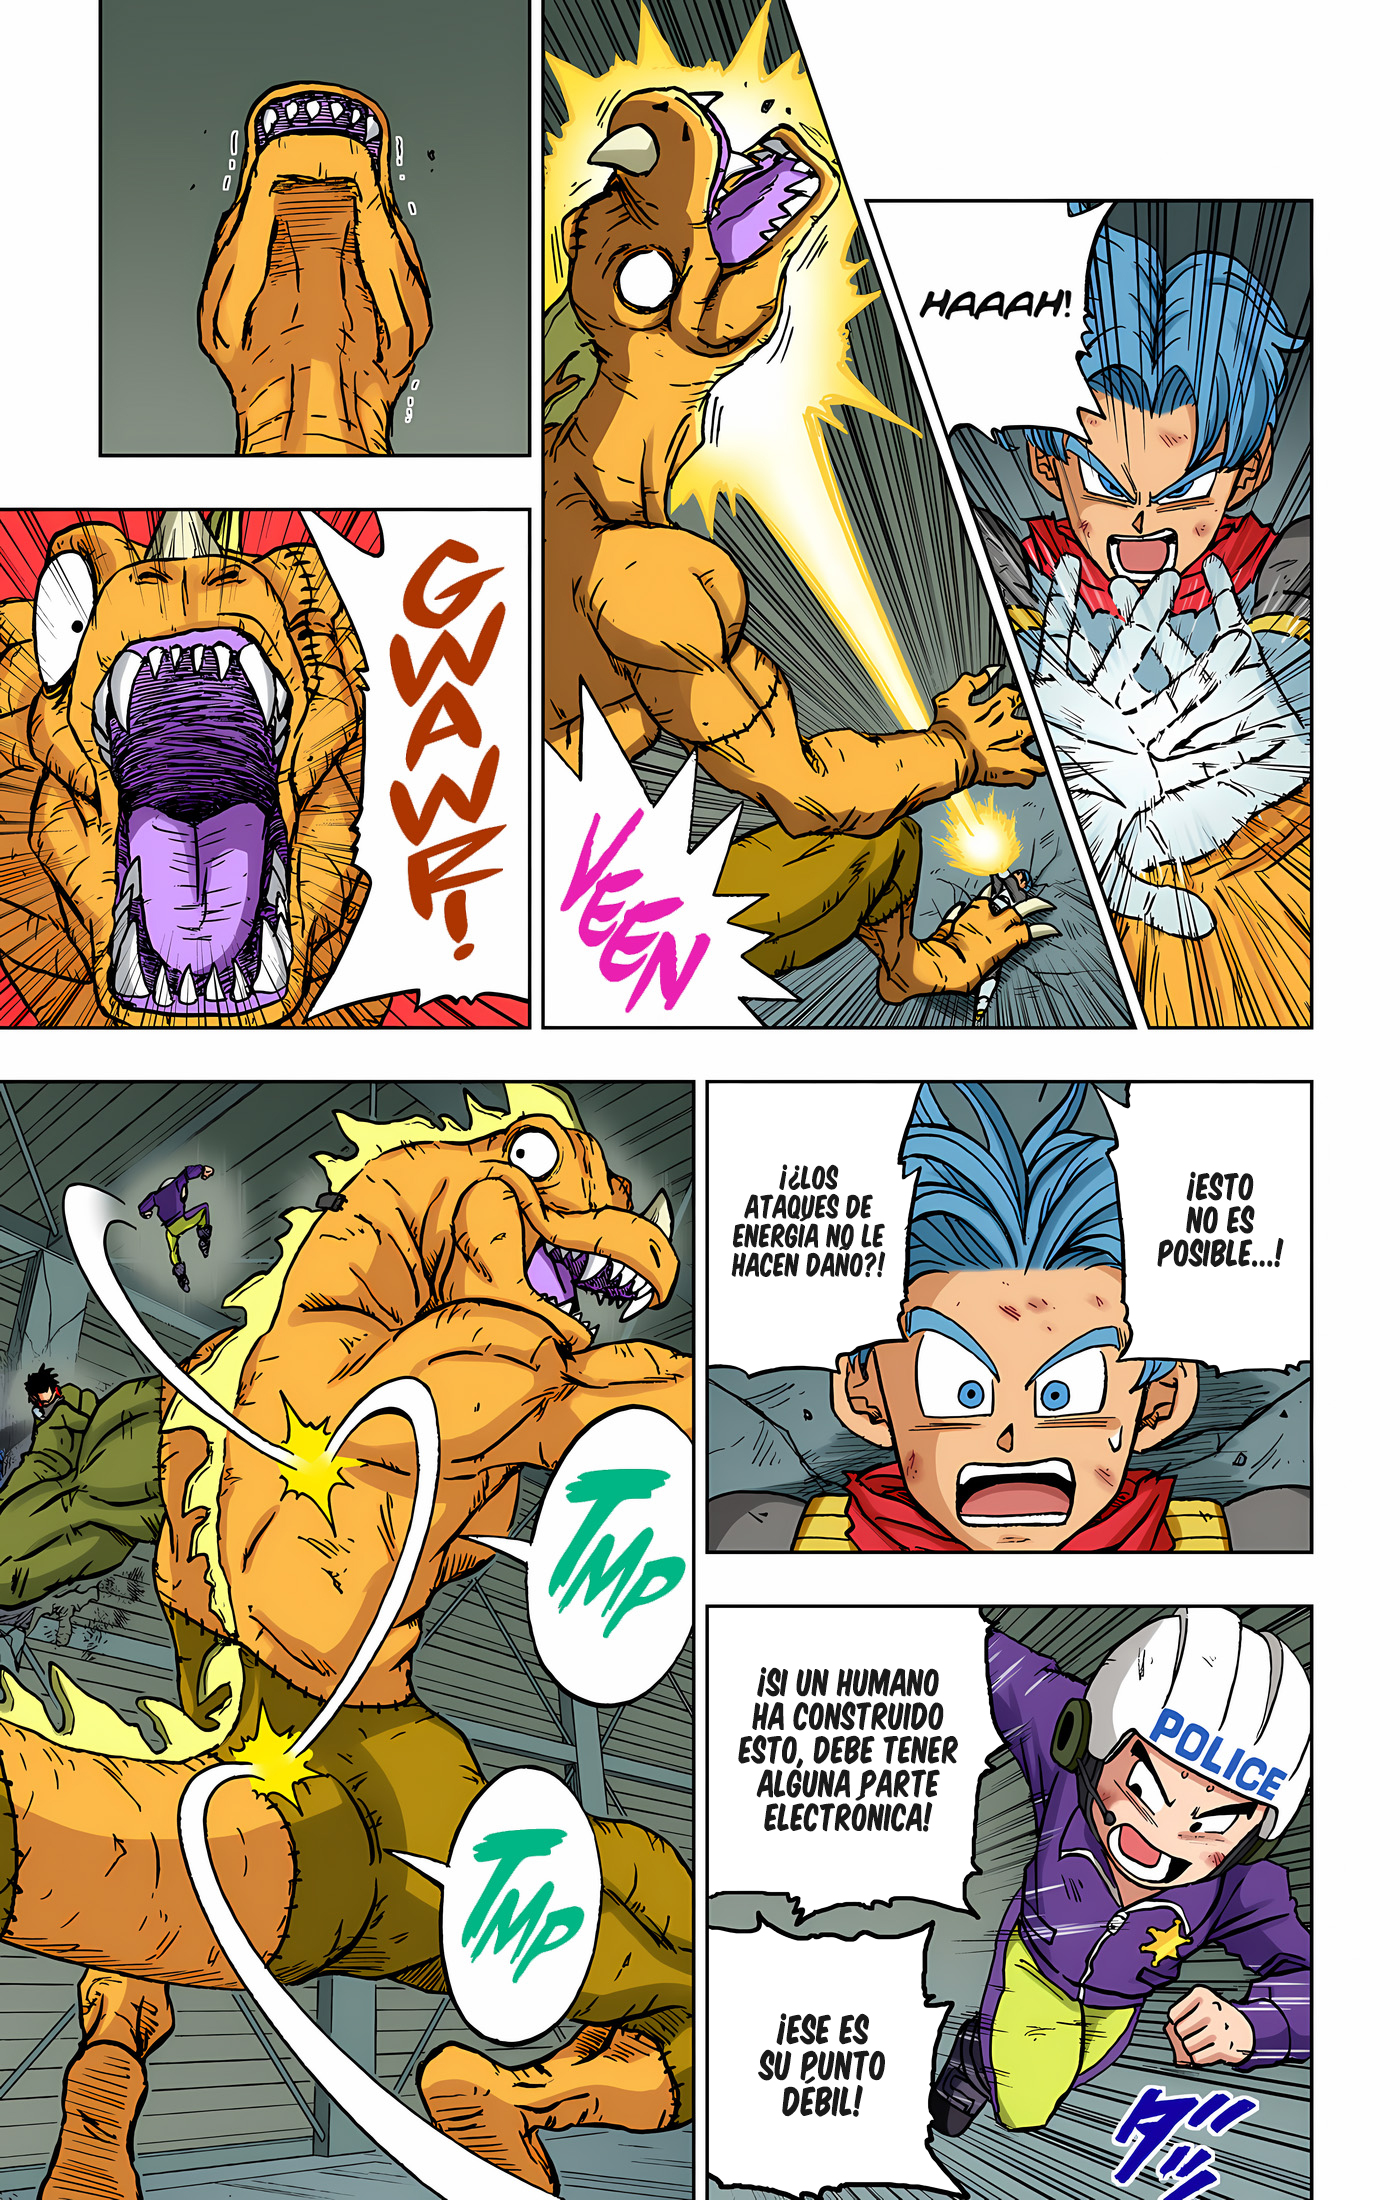 HAAAH!
VEEN
GWAWR!
¡ESTO
NO ES
POSIBLE...!
¡¿LOS
ATAQUES DE
ENERGÍA NO LE
HACEN DAÑO?!
¡SI UN HUMANO
HA CONSTRUIDO
ESTO, DEBE TENER
ALGUNA PARTE
ELECTRÓNICA!
POLICE
¡ESE ES
SU PUNTO
DÉBIL!
ダッ
TMP
TMP